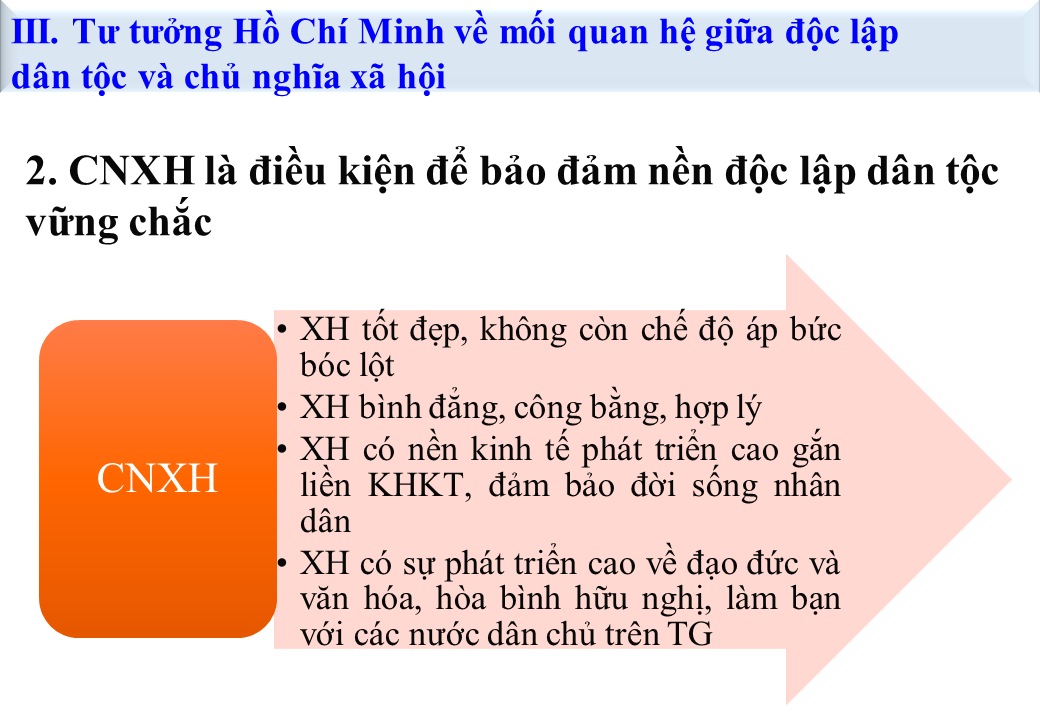 III. Tư tưởng Hồ Chí Minh về mối quan hệ giữa độc lập
dân tộc và chủ nghĩa xã hội
2. CNXH là điều kiện để bảo đảm nền độc lập dân tộc
vững chắc
CNXH
• XH tốt đẹp, không còn chế độ áp bức
bóc lột
• XH bình đẳng, công bằng, hợp lý
• XH có nền kinh tế phát triển cao gắn
liền KHKT, đảm bảo đời sống nhân
dân
• XH có sự phát triển cao về đạo đức và
văn hóa, hòa bình hữu nghị, làm bạn
với các nước dân chủ trên TG